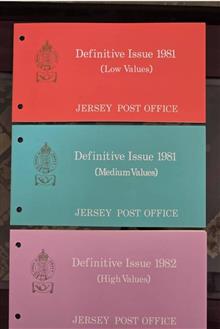 Definitive Issue 1981
(Low Values)
JERSEY POST OFFICE
Definitive Issue 1981
(Medium Values)
JERSEY POST OFFICE
Definitive Issue 1982
(High Values)
JERSEY POST OFFICE